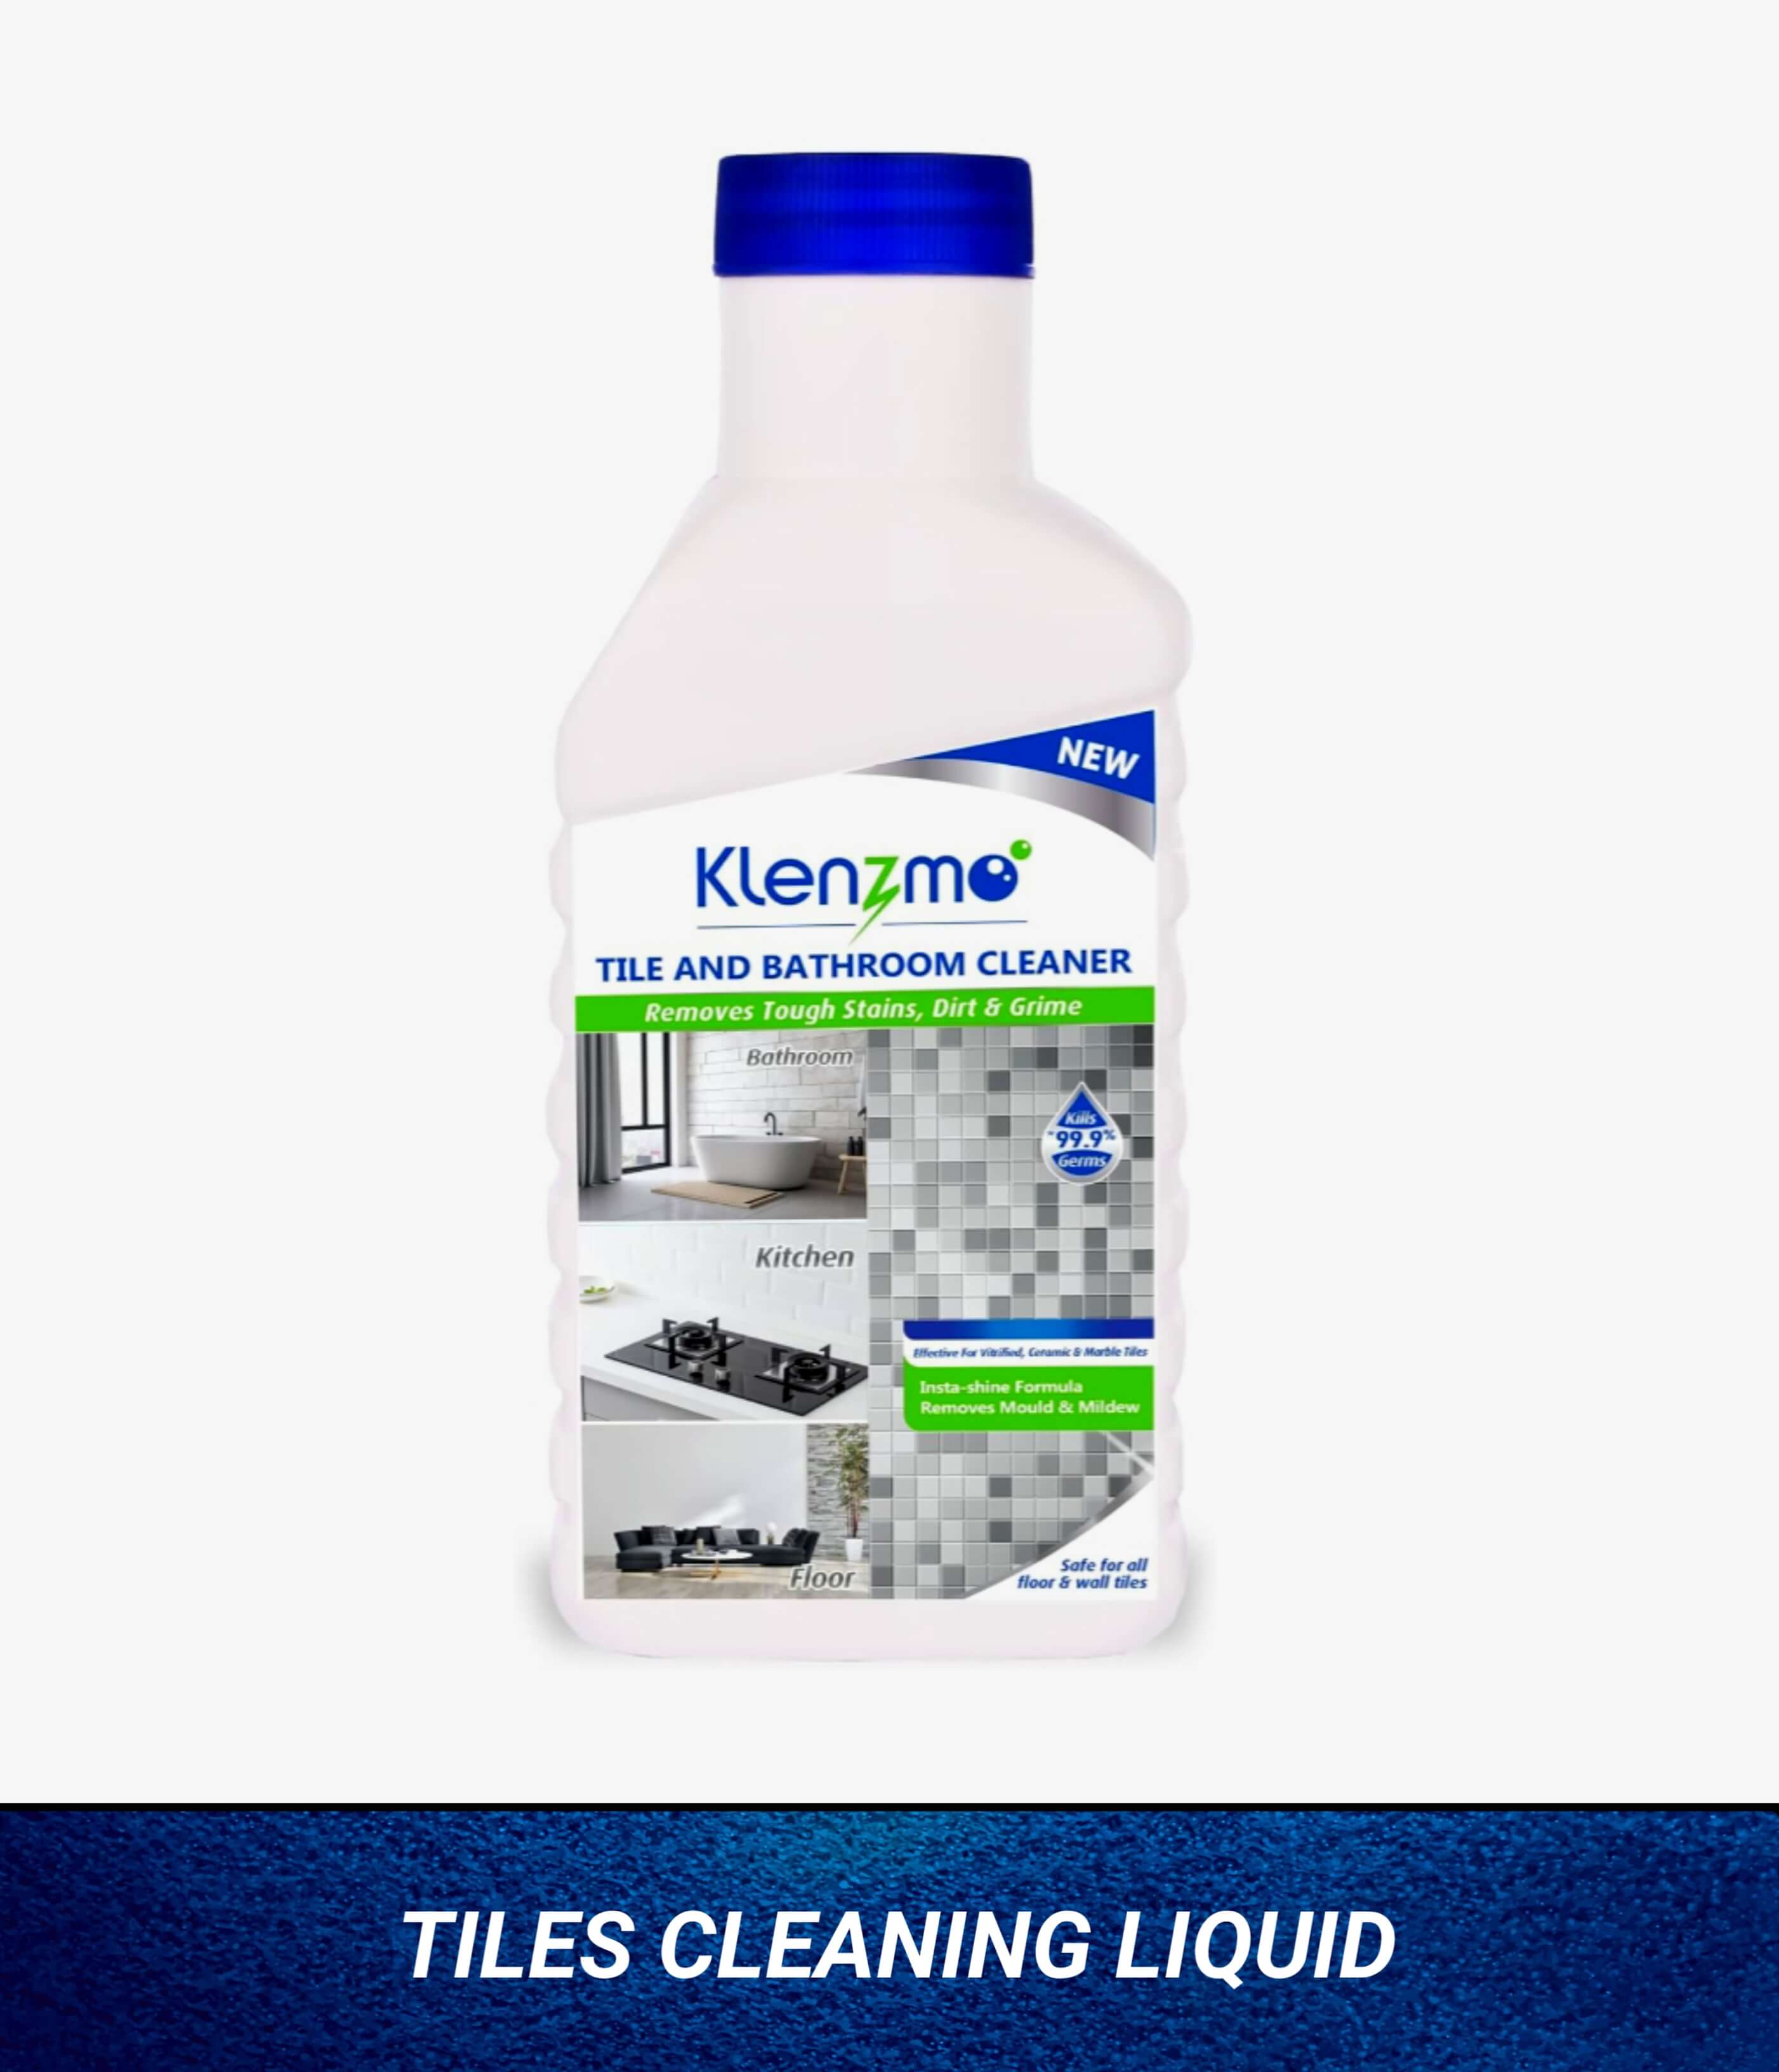 NEW
Klenzmo
TILE AND BATHROOM CLEANER
Removes Tough Stains, Dirt & Grime
Bathroom
Kills
99.9%
Germs
Kitchen
Effective For Vitrified, Ceramic & Marble Tiles
Insta-shine Formula
Removes Mould & Mildew
Floor
Safe for all
floor & wall tiles
TILES CLEANING LIQUID